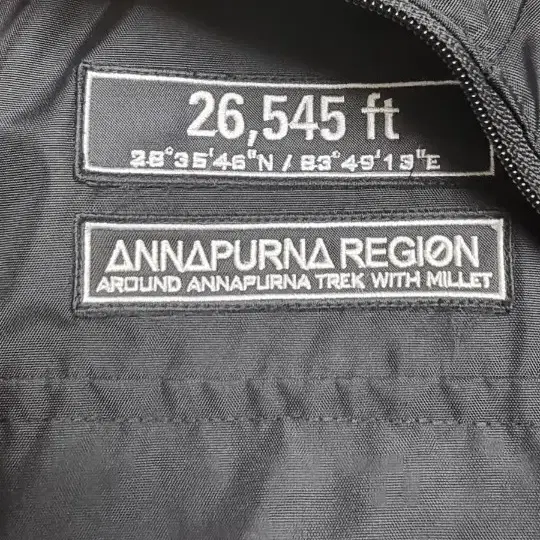 26,545 ft
28°35'46"N / 83°49'13"E
ANNAPURNA REGION
AROUND ANNAPURNA TREK WITH MILLET